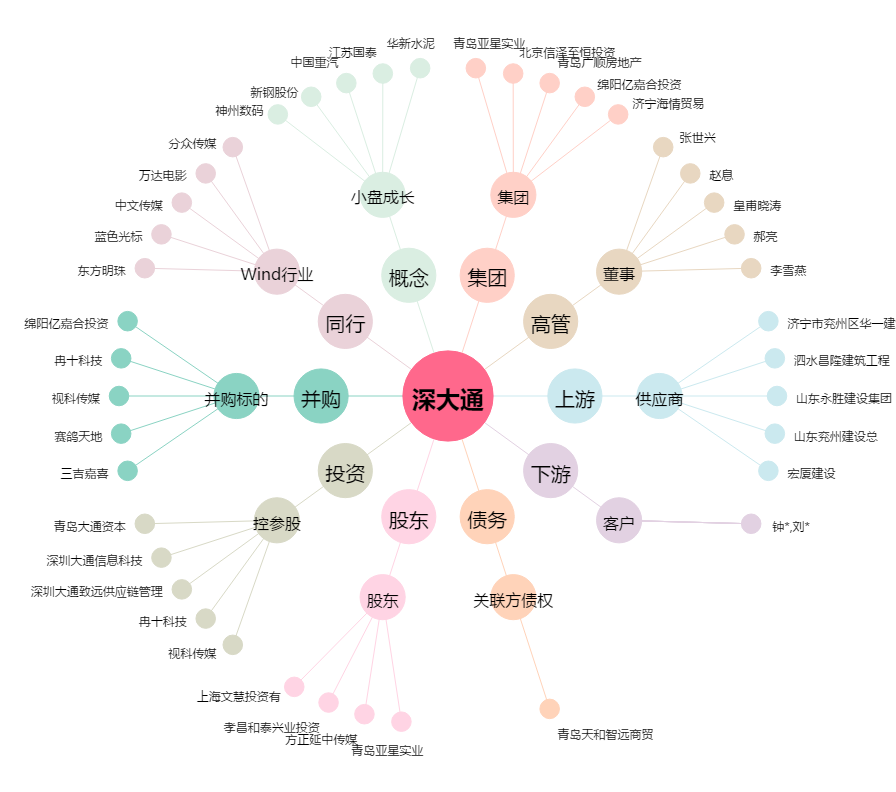 华新水泥
江苏国泰
中国重汽
新钢股份
神州数码
小盘成长
概念
青岛亚星实业
北京信泽至恒投资
青岛广顺房地产
绵阳亿嘉合投资
济宁海情贸易
集团
集团
分众传媒
万达电影
中文传媒
蓝色光标
东方明珠
Wind行业
同行
张世兴
赵息
皇甫晓涛
郝亮
李雪燕
董事
高管
绵阳亿嘉合投资
冉十科技
视科传媒
赛鸽天地
三吉嘉喜
并购标的
并购
深大通
上游
供应商
济宁市兖州区华一建
泗水昌隆建筑工程
山东永胜建设集团
山东兖州建设总
宏厦建设
投资
控参股
青岛大通资本
深圳大通信息科技
深圳大通致远供应链管理
冉十科技
视科传媒
下游
客户
钟*,刘*
股东
股东
上海文慧投资有
孝昌和泰兴业投资
方正延中传媒
青岛亚星实业
债务
关联方债权
青岛天和智远商贸